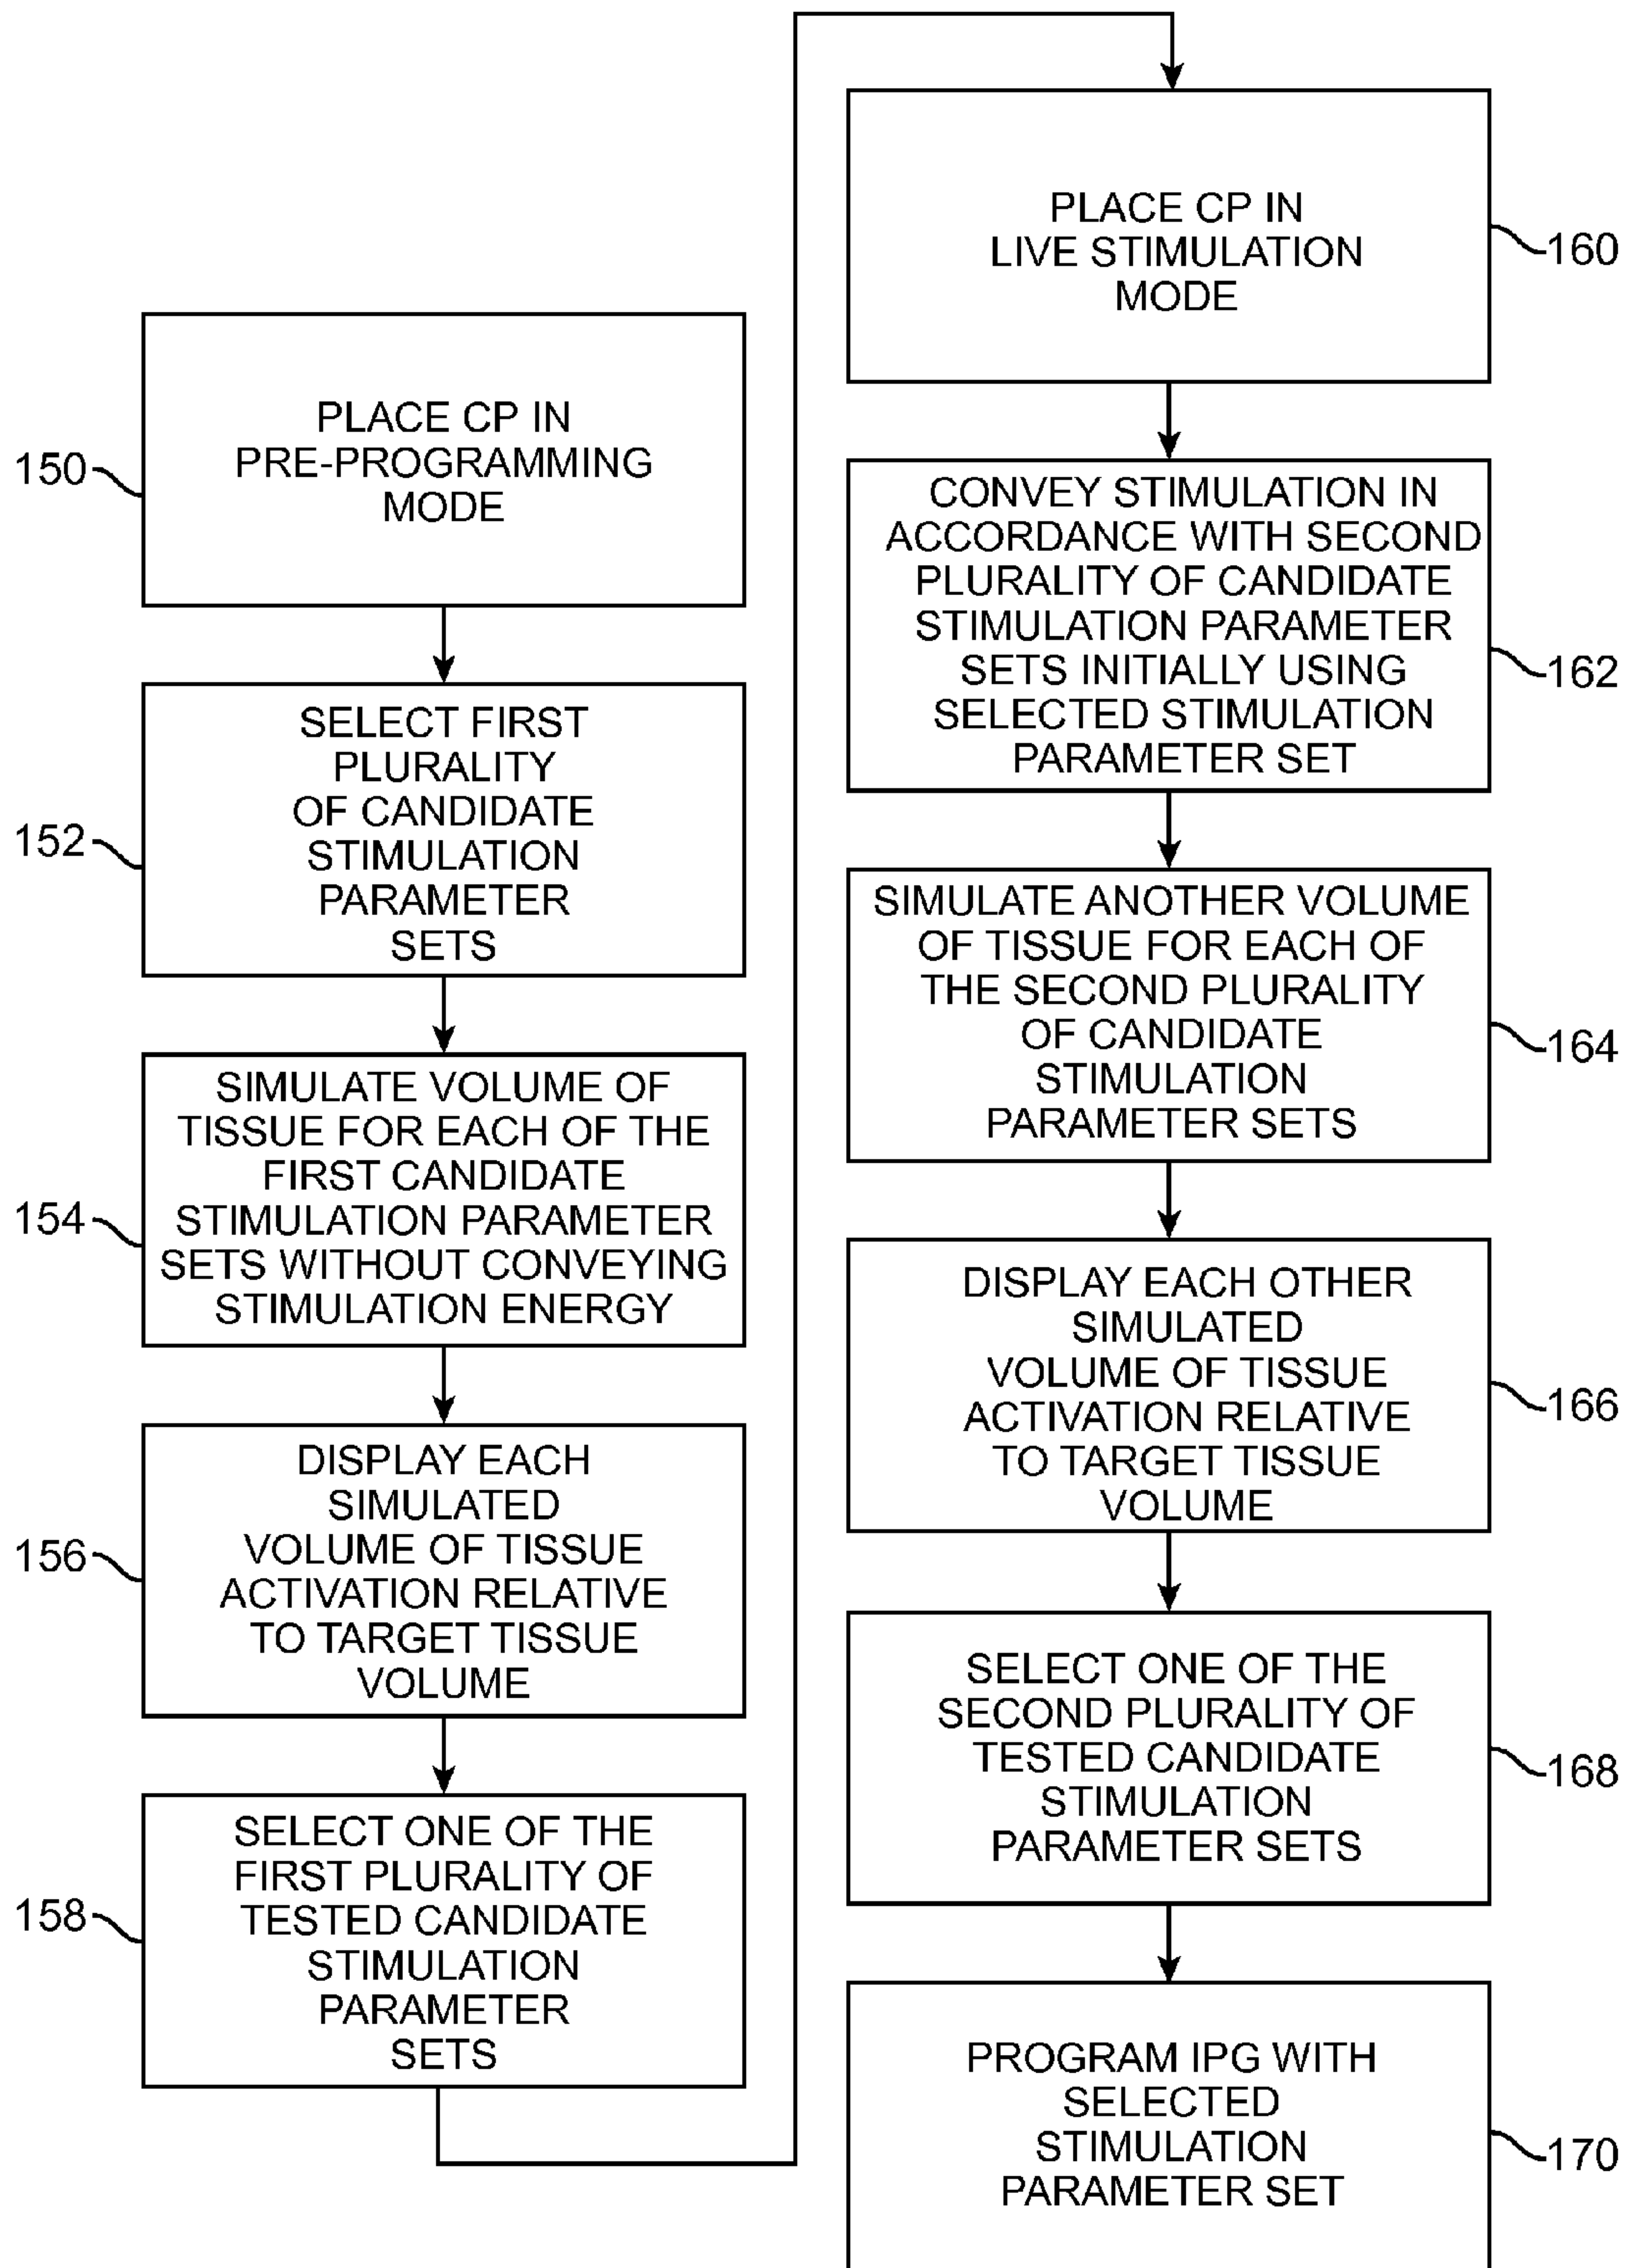 150
PLACE CP IN
PRE-PROGRAMMING
MODE
152
SELECT FIRST
PLURALITY
OF CANDIDATE
STIMULATION
PARAMETER
SETS
154
SIMULATE VOLUME OF
TISSUE FOR EACH OF THE
FIRST CANDIDATE
STIMULATION PARAMETER
SETS WITHOUT CONVEYING
STIMULATION ENERGY
156
DISPLAY EACH
SIMULATED
VOLUME OF TISSUE
ACTIVATION RELATIVE
TO TARGET TISSUE
VOLUME
158
SELECT ONE OF THE
FIRST PLURALITY OF
TESTED CANDIDATE
STIMULATION
PARAMETER
SETS
PLACE CP IN
LIVE STIMULATION
MODE
160
CONVEY STIMULATION IN
ACCORDANCE WITH SECOND
PLURALITY OF CANDIDATE
STIMULATION PARAMETER
SETS INITIALLY USING
SELECTED STIMULATION
PARAMETER SET
162
SIMULATE ANOTHER VOLUME
OF TISSUE FOR EACH OF
THE SECOND PLURALITY
OF CANDIDATE
STIMULATION
PARAMETER SETS
164
DISPLAY EACH OTHER
SIMULATED
VOLUME OF TISSUE
ACTIVATION RELATIVE
TO TARGET TISSUE
VOLUME
166
SELECT ONE OF THE
SECOND PLURALITY OF
TESTED CANDIDATE
STIMULATION
PARAMETER SETS
168
PROGRAM IPG WITH
SELECTED
STIMULATION
PARAMETER SET
170